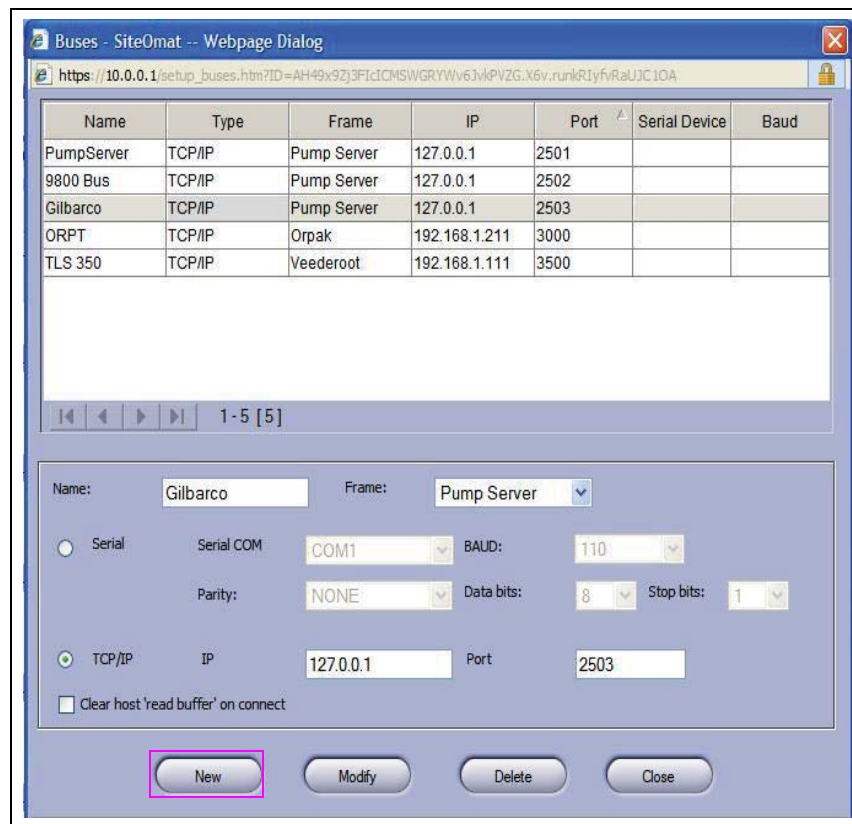 Buses - SiteOmat -- Webpage Dialog
https://10.0.0.1/setup_buses.htm?ID=AH49x9Zj3FIcICMSWGRYWv6JvkPVZG.X6v.runkRIyfvRaUJC1OA
Name Type Frame IP Port Serial Device Baud
PumpServer TCP/IP Pump Server 127.0.0.1 2501
9800 Bus TCP/IP Pump Server 127.0.0.1 2502
Gilbarco TCP/IP Pump Server 127.0.0.1 2503
ORPT TCP/IP Orpak 192.168.1.211 3000
TLS 350 TCP/IP Veederoot 192.168.1.111 3500
1 - 5 [5]
Name: Gilbarco Frame: Pump Server
Serial Serial COM COM1 BAUD: 110
Parity: NONE Data bits: 8 Stop bits: 1
TCP/IP IP 127.0.0.1 Port 2503
Clear host 'read buffer' on connect
New Modify Delete Close